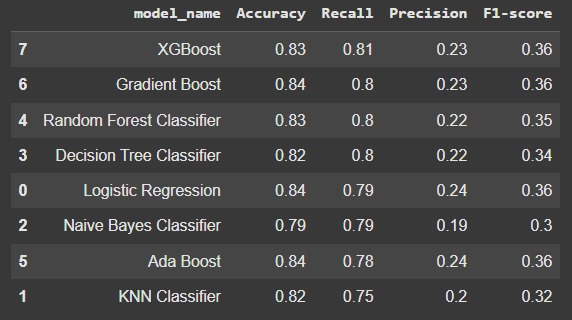 model_name Accuracy Recall Precision F1-score
7 XGBoost 0.83 0.81 0.23 0.36
6 Gradient Boost 0.84 0.8 0.23 0.36
4 Random Forest Classifier 0.83 0.8 0.22 0.35
3 Decision Tree Classifier 0.82 0.8 0.22 0.34
0 Logistic Regression 0.84 0.79 0.24 0.36
2 Naive Bayes Classifier 0.79 0.79 0.19 0.3
5 Ada Boost 0.84 0.78 0.24 0.36
1 KNN Classifier 0.82 0.75 0.2 0.32